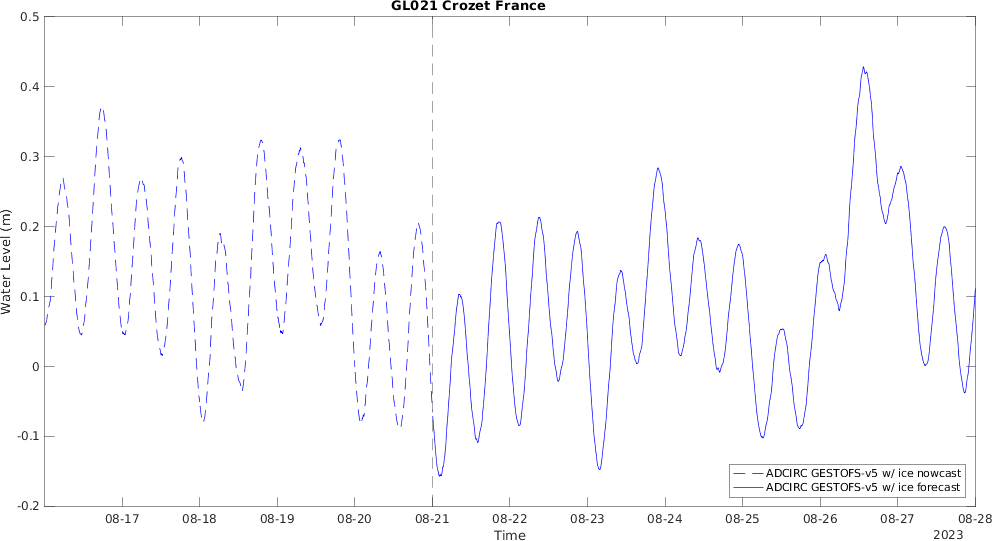 GL021 Crozet France
0.5
0.4
0.3
0.2
0.1
0
-0.1
-0.2
Water Level (m)
ADCIRC GESTOFS-v5 w/ ice nowcast
ADCIRC GESTOFS-v5 w/ ice forecast
08-17 08-18 08-19 08-20 08-21 08-22 08-23 08-24 08-25 08-26 08-27 08-28
Time
2023